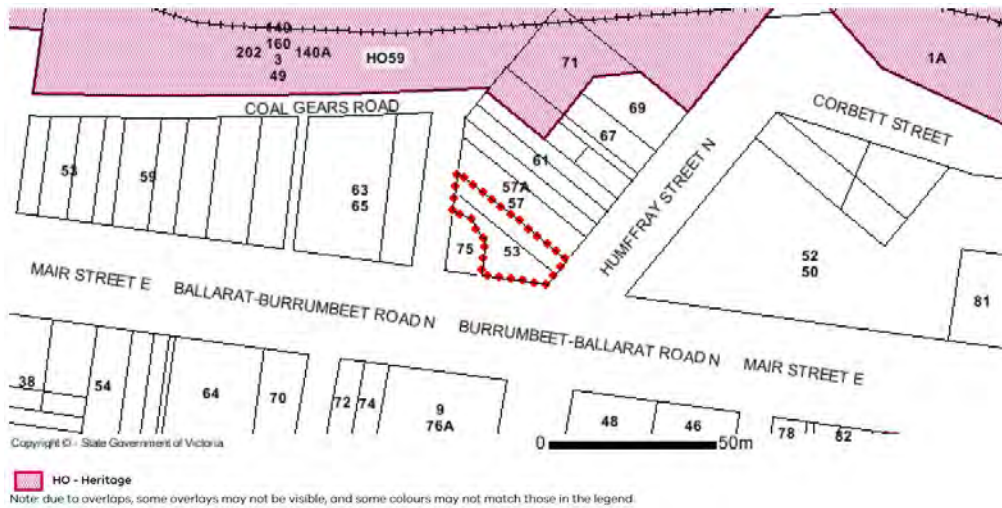 140
160
202
3
140A
49
HO59
71
1A
COAL GEARS ROAD
69
67
CORBETT STREET
61
53
59
57A
57
63
65
HUMFFRAY STREET N
75
53
52
50
81
MAIR STREET E
BALLARAT-BURRUMBEET ROAD N
BURRUMBEET-BALLARAT ROAD N
MAIR STREET E
38
54
64
70
72
74
9
76A
48
46
78
82
Copyright © - State Government of Victoria
0
50m
HO - Heritage
Note: due to overlaps, some overlays may not be visible, and some colours may not match those in the legend.